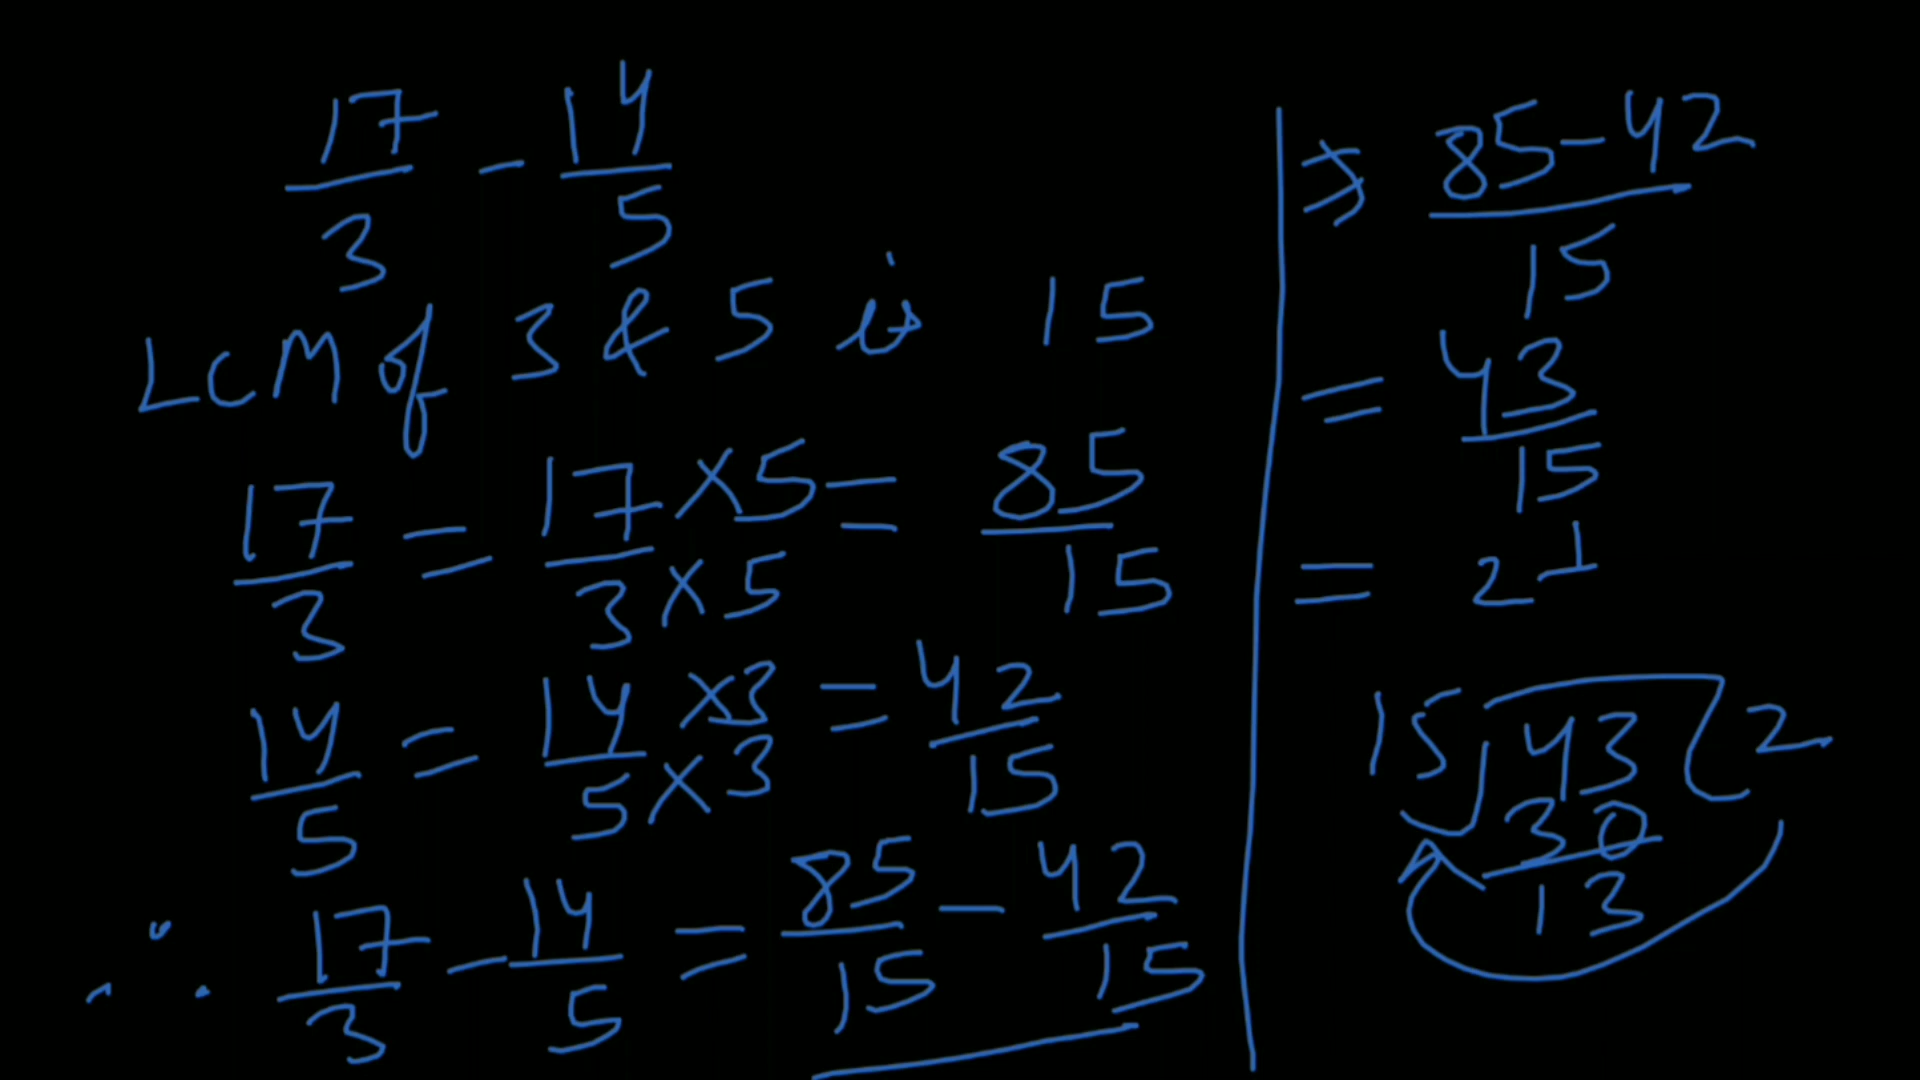 17/3 - 14/5
LCM of 3 & 5 is 15
17/3 = 17×5/3×5 = 85/15
14/5 = 14×3/5×3 = 42/15
∴ 17/3 - 14/5 = 85/15 - 42/15
⇒ 85-42/15
= 43/15
= 2 1
15)43(2
30
13